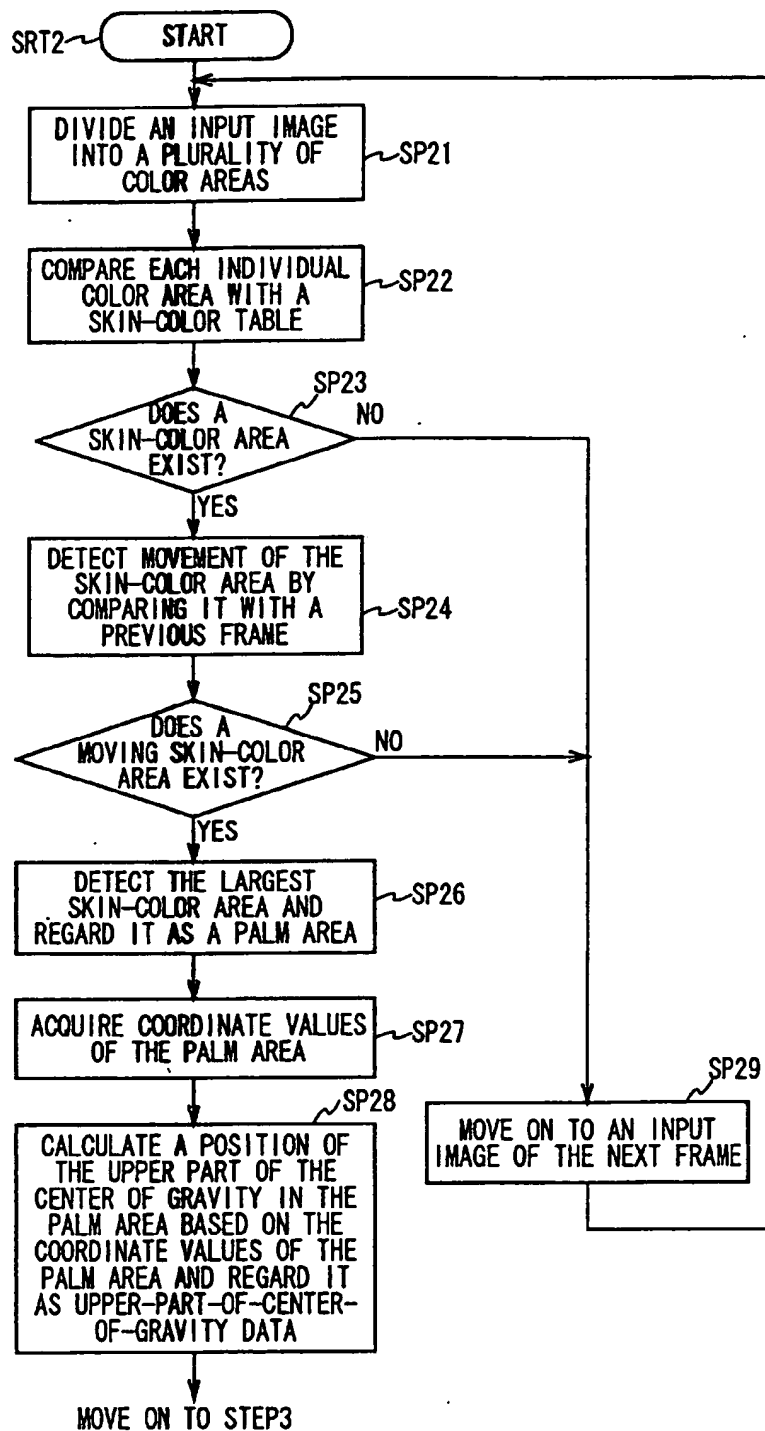 SRT2
START
DIVIDE AN INPUT IMAGE
INTO A PLURALITY OF
COLOR AREAS
SP21
COMPARE EACH INDIVIDUAL
COLOR AREA WITH A
SKIN-COLOR TABLE
SP22
SP23
DOES A
SKIN-COLOR AREA
EXIST?
NO
YES
DETECT MOVEMENT OF THE
SKIN-COLOR AREA BY
COMPARING IT WITH A
PREVIOUS FRAME
SP24
SP25
DOES A
MOVING SKIN-COLOR
AREA EXIST?
NO
YES
DETECT THE LARGEST
SKIN-COLOR AREA AND
REGARD IT AS A PALM AREA
SP26
ACQUIRE COORDINATE VALUES
OF THE PALM AREA
SP27
SP28
CALCULATE A POSITION OF
THE UPPER PART OF THE
CENTER OF GRAVITY IN THE
PALM AREA BASED ON THE
COORDINATE VALUES OF THE
PALM AREA AND REGARD IT
AS UPPER-PART-OF-CENTER-
OF-GRAVITY DATA
SP29
MOVE ON TO AN INPUT
IMAGE OF THE NEXT FRAME
MOVE ON TO STEP3